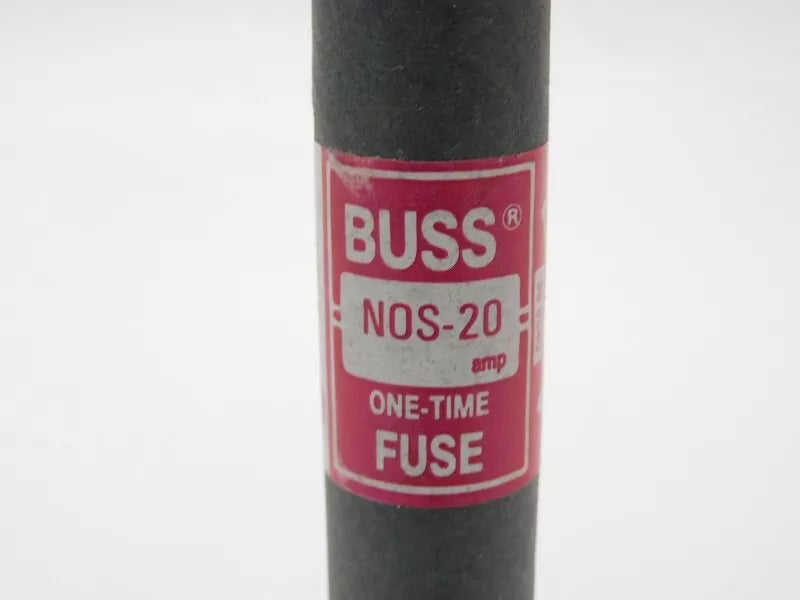 BUSS®
NOS-20
amp
ONE-TIME
FUSE